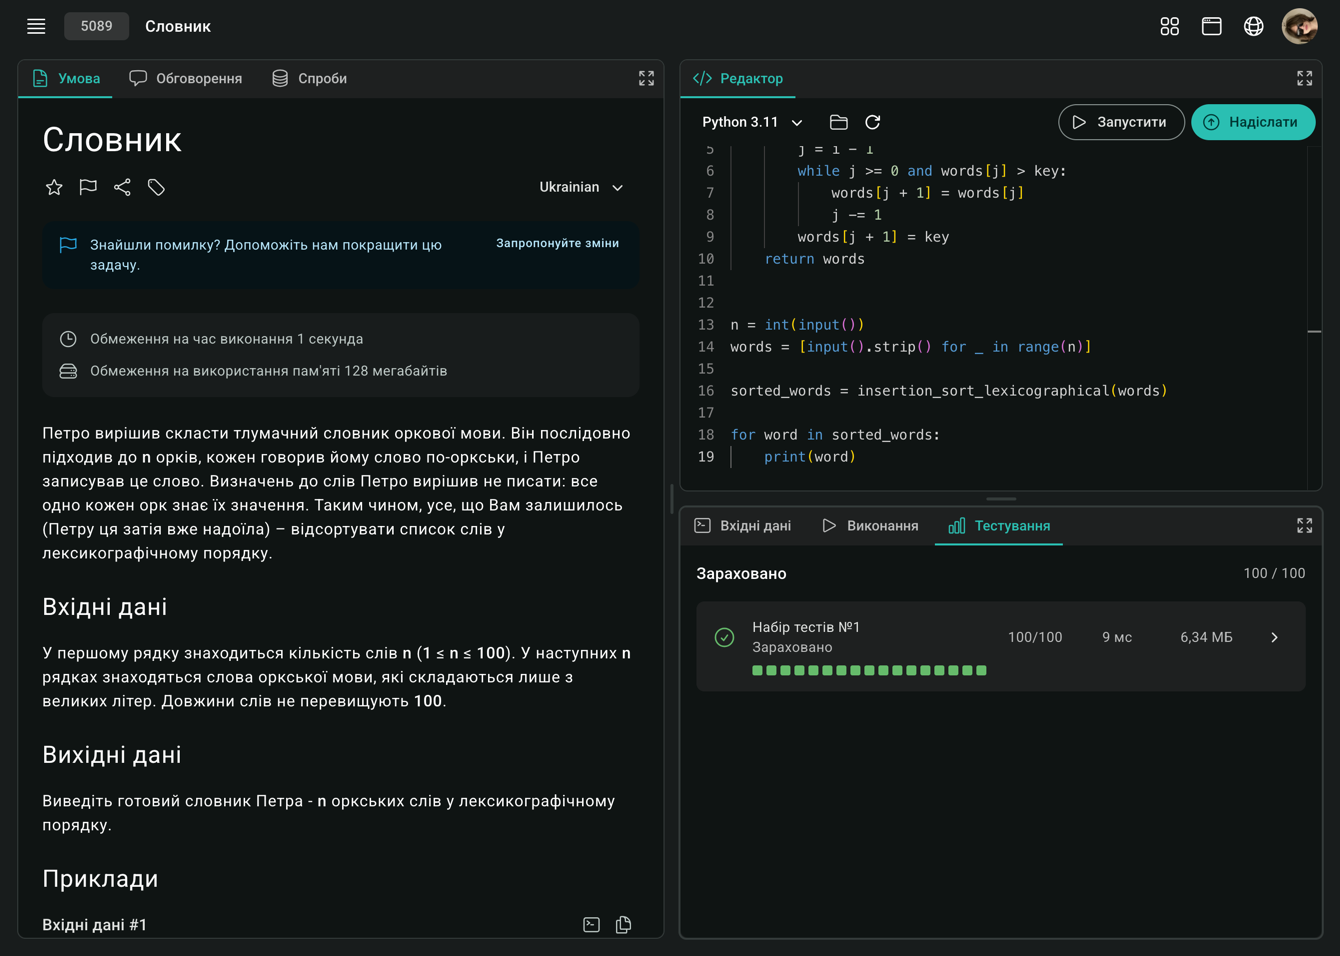 5089
Словник
Умова
Обговорення
Спроби
Словник
Ukrainian
Знайшли помилку? Допоможіть нам покращити цю
задачу.
Запропонуйте зміни
Обмеження на час виконання 1 секунда
Обмеження на використання пам'яті 128 мегабайтів
Петро вирішив скласти тлумачний словник оркової мови. Він послідовно
підходив до n орків, кожен говорив йому слово по-оркськи, і Петро
записував це слово. Визначень до слів Петро вирішив не писати: все
одно кожен орк знає їх значення. Таким чином, усе, що Вам залишилось
(Петру ця затія вже надоїла) – відсортувати список слів у
лексикографічному порядку.
Вхідні дані
У першому рядку знаходиться кількість слів n (1 ≤ n ≤ 100). У наступних n
рядках знаходяться слова оркської мови, які складаються лише з
великих літер. Довжини слів не перевищують 100.
Вихідні дані
Виведіть готовий словник Петра - n оркських слів у лексикографічному
порядку.
Приклади
Вхідні дані #1
Редактор
Python 3.11
Запустити
Надіслати
5 j = i - 1
6 while j >= 0 and words[j] > key:
7 words[j + 1] = words[j]
8 j -= 1
9 words[j + 1] = key
10 return words
11
12
13 n = int(input())
14 words = [input().strip() for _ in range(n)]
15
16 sorted_words = insertion_sort_lexicographical(words)
17
18 for word in sorted_words:
19 print(word)
Вхідні дані
Виконання
Тестування
Зараховано
100 / 100
Набір тестів №1
Зараховано
100/100
9 мс
6,34 МБ